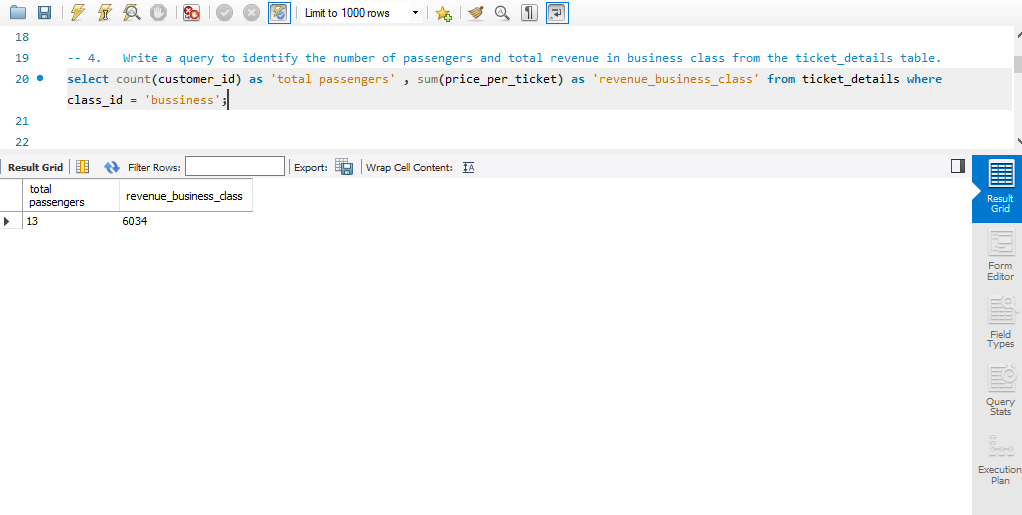 Limit to 1000 rows
18
19 -- 4. Write a query to identify the number of passengers and total revenue in business class from the ticket_details table.
20 select count(customer_id) as 'total passengers' , sum(price_per_ticket) as 'revenue_business_class' from ticket_details where
class_id = 'bussiness';
21
22
Result Grid Filter Rows: Export: Wrap Cell Content: IA
total
passengers
revenue_business_class
13 6034
Result
Grid
Form
Editor
Field
Types
Query
Stats
Execution
Plan